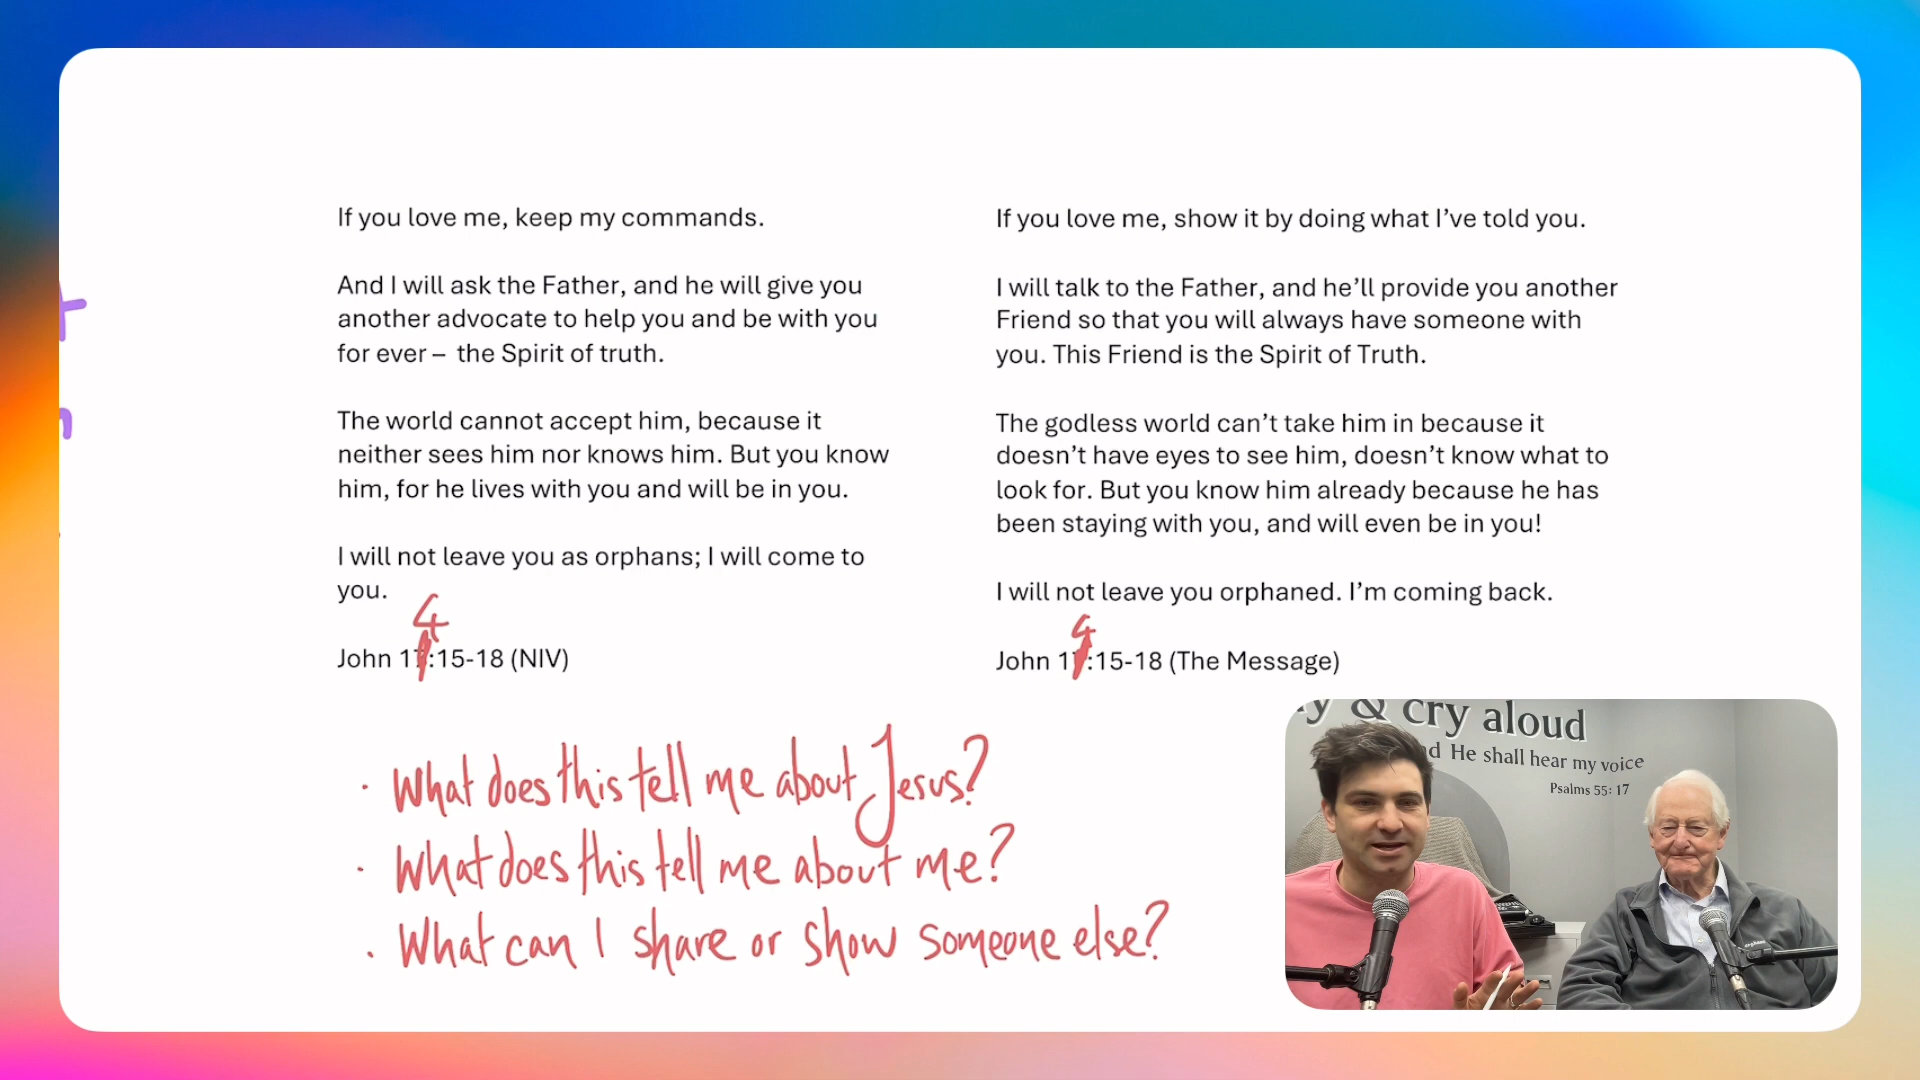 If you love me, keep my commands.
And I will ask the Father, and he will give you
another advocate to help you and be with you
for ever – the Spirit of truth.
The world cannot accept him, because it
neither sees him nor knows him. But you know
him, for he lives with you and will be in you.
I will not leave you as orphans; I will come to
you.
4
John 17:15-18 (NIV)
If you love me, show it by doing what I’ve told you.
I will talk to the Father, and he’ll provide you another
Friend so that you will always have someone with
you. This Friend is the Spirit of Truth.
The godless world can’t take him in because it
doesn’t have eyes to see him, doesn’t know what to
look for. But you know him already because he has
been staying with you, and will even be in you!
I will not leave you orphaned. I’m coming back.
4
John 17:15-18 (The Message)
• What does this tell me about Jesus?
• What does this tell me about me?
• What can I share or show someone else?
& cry aloud
He shall hear my voice
Psalms 55:17